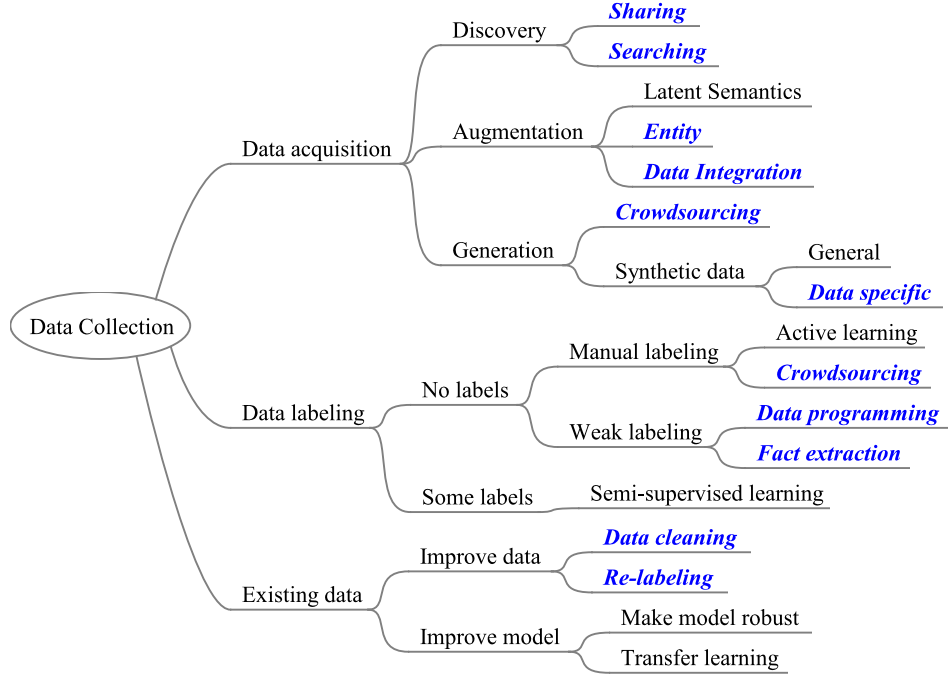 Sharing
Discovery
Searching
Latent Semantics
Augmentation
Entity
Data acquisition
Data Integration
Crowdsourcing
Generation
General
Synthetic data
Data specific
Data Collection
Active learning
Manual labeling
Crowdsourcing
No labels
Data labeling
Data programming
Weak labeling
Fact extraction
Some labels
Semi-supervised learning
Data cleaning
Improve data
Re-labeling
Existing data
Make model robust
Improve model
Transfer learning